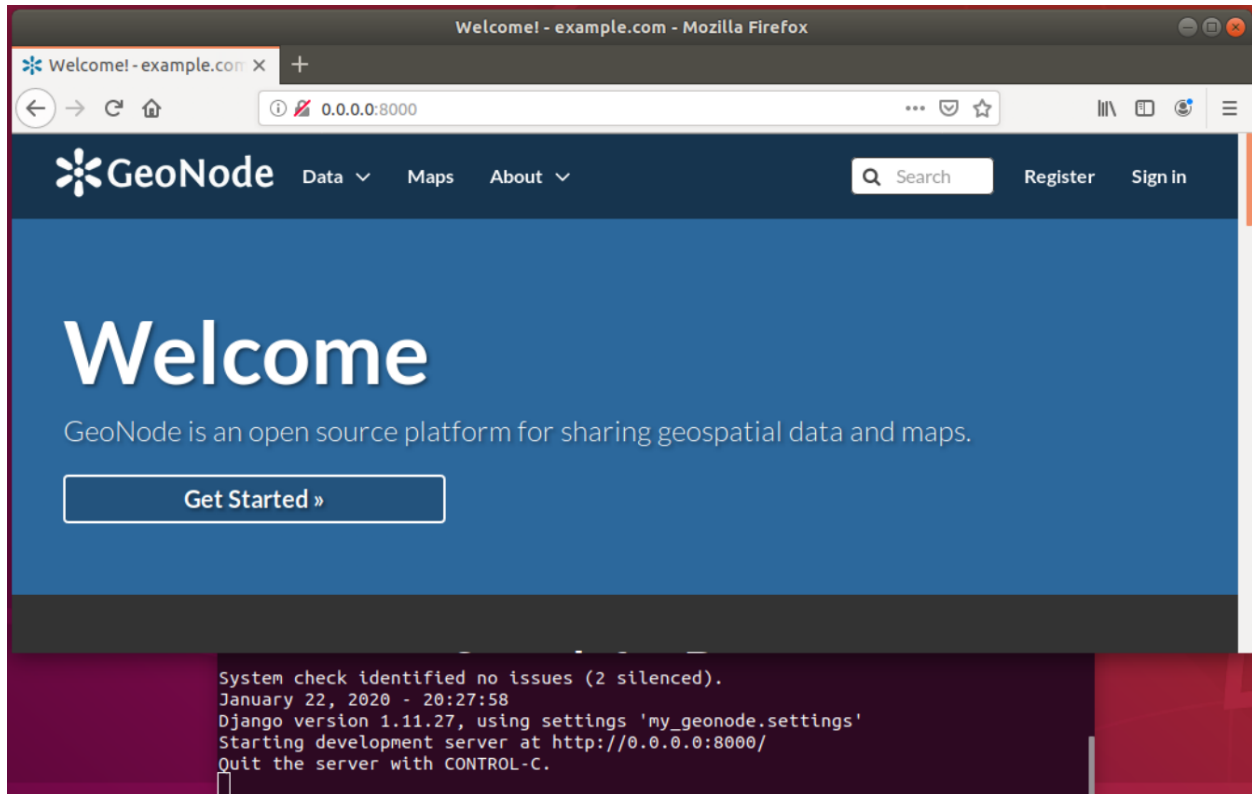 Welcome! - example.com - Mozilla Firefox
Welcome! - example.com
0.0.0.0:8000
GeoNode Data Maps About Search Register Sign in
Welcome
GeoNode is an open source platform for sharing geospatial data and maps.
Get Started »
System check identified no issues (2 silenced).
January 22, 2020 - 20:27:58
Django version 1.11.27, using settings 'my_geonode.settings'
Starting development server at http://0.0.0.0:8000/
Quit the server with CONTROL-C.